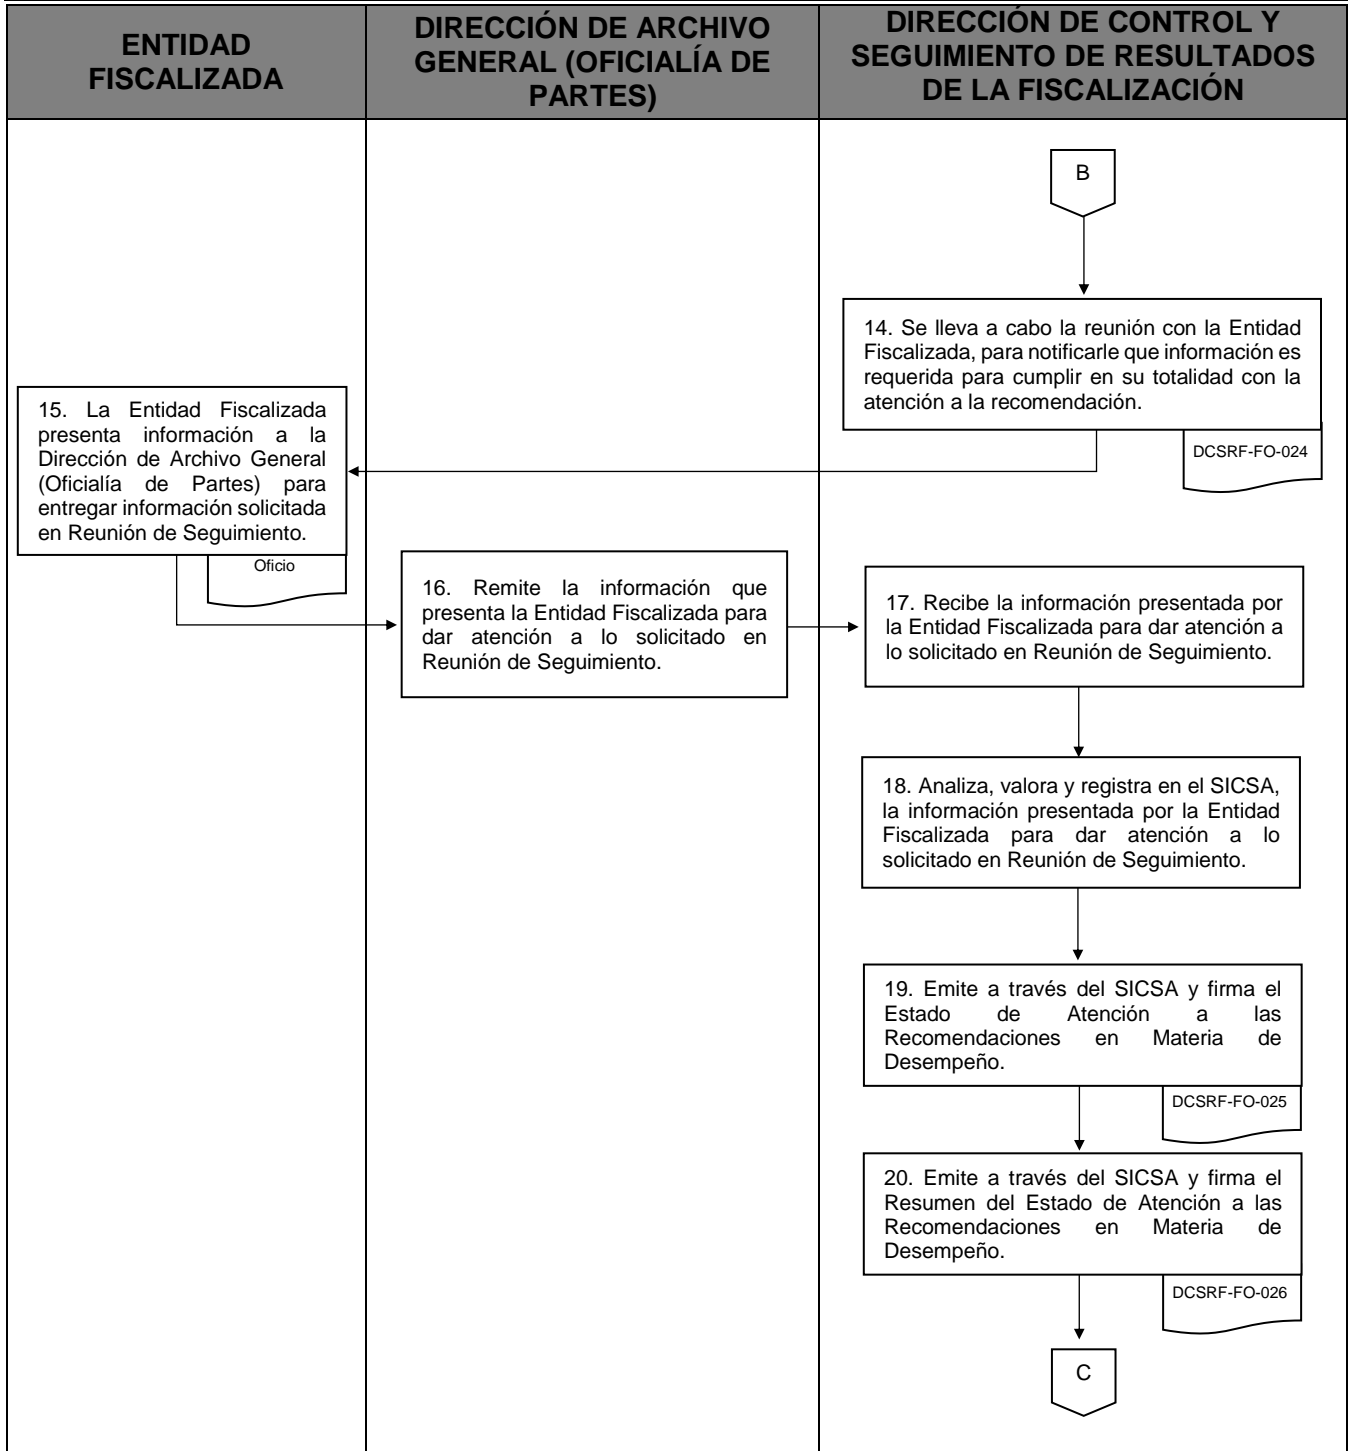 ENTIDAD
FISCALIZADA
DIRECCIÓN DE ARCHIVO
GENERAL (OFICIALÍA DE
PARTES)
DIRECCIÓN DE CONTROL Y
SEGUIMIENTO DE RESULTADOS
DE LA FISCALIZACIÓN
B
14. Se lleva a cabo la reunión con la Entidad
Fiscalizada, para notificarle que información es
requerida para cumplir en su totalidad con la
atención a la recomendación.
DCSRF-FO-024
15. La Entidad Fiscalizada
presenta información a la
Dirección de Archivo General
(Oficialía de Partes) para
entregar información solicitada
en Reunión de Seguimiento.
Oficio
16. Remite la información que
presenta la Entidad Fiscalizada para
dar atención a lo solicitado en
Reunión de Seguimiento.
17. Recibe la información presentada por
la Entidad Fiscalizada para dar atención a
lo solicitado en Reunión de Seguimiento.
18. Analiza, valora y registra en el SICSA,
la información presentada por la Entidad
Fiscalizada para dar atención a lo
solicitado en Reunión de Seguimiento.
19. Emite a través del SICSA y firma el
Estado de Atención a las
Recomendaciones en Materia de
Desempeño.
DCSRF-FO-025
20. Emite a través del SICSA y firma el
Resumen del Estado de Atención a las
Recomendaciones en Materia de
Desempeño.
DCSRF-FO-026
C